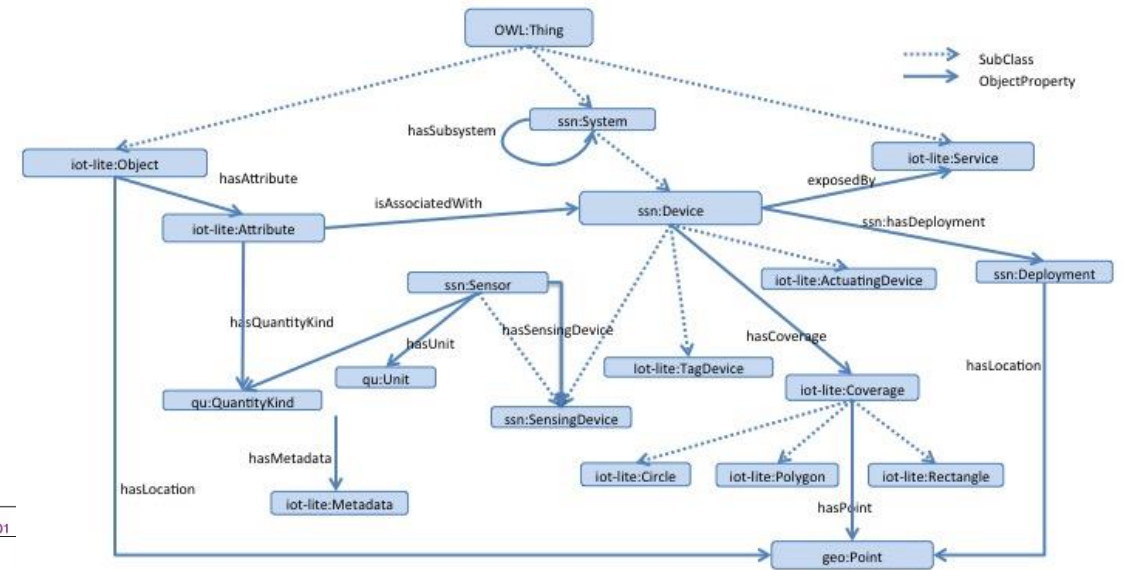 OWL:Thing
SubClass
ObjectProperty
hasSubsystem
ssn:System
iot-lite:Object
iot-lite:Service
hasAttribute
exposedBy
isAssociatedWith
ssn:Device
iot-lite:Attribute
ssn:hasDeployment
ssn:Sensor
iot-lite:ActuatingDevice
ssn:Deployment
hasQuantityKind
hasSensingDevice
hasUnit
hasCoverage
Iot-lite:TagDevice
hasLocation
qu:Unit
iot-lite:Coverage
qu:QuantityKind
ssn:SensingDevice
hasMetadata
iot-lite:Circle
iot-lite:Polygon
iot-lite:Rectangle
hasLocation
iot-lite:Metadata
hasPoint
01
geo:Point